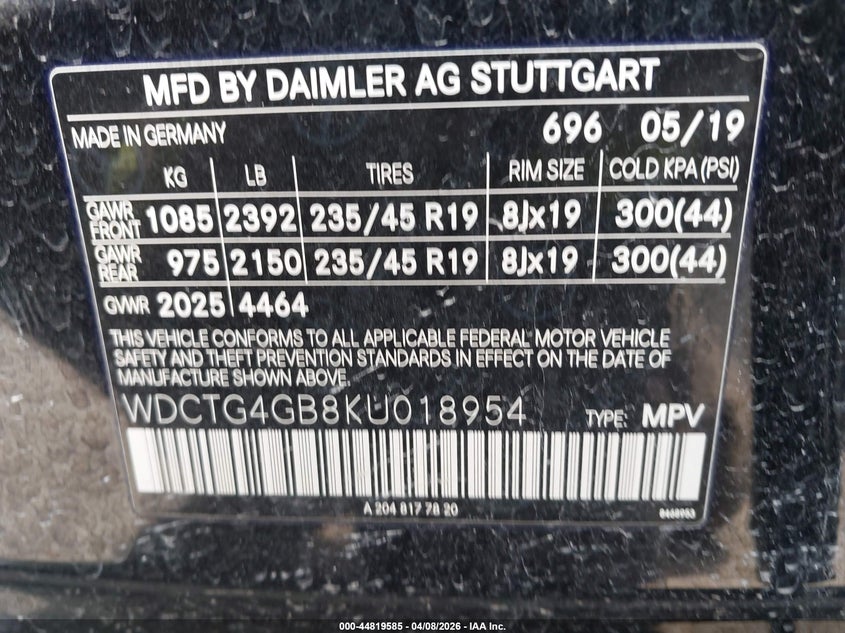 MFD BY DAIMLER AG STUTTGART
MADE IN GERMANY 696 05/19
KG LB TIRES RIM SIZE COLD KPA (PSI)
GAWR FRONT 1085 2392 235/45 R19 8Jx19 300(44)
GAWR REAR 975 2150 235/45 R19 8Jx19 300(44)
GVWR 2025 4464
THIS VEHICLE CONFORMS TO ALL APPLICABLE FEDERAL MOTOR VEHICLE
SAFETY AND THEFT PREVENTION STANDARDS IN EFFECT ON THE DATE OF
MANUFACTURE SHOWN ABOVE.
WDCTG4GB8KU018954 TYPE: MPV
A 204 817 78 20
000-44819585 - 04/08/2026 - IAA Inc.